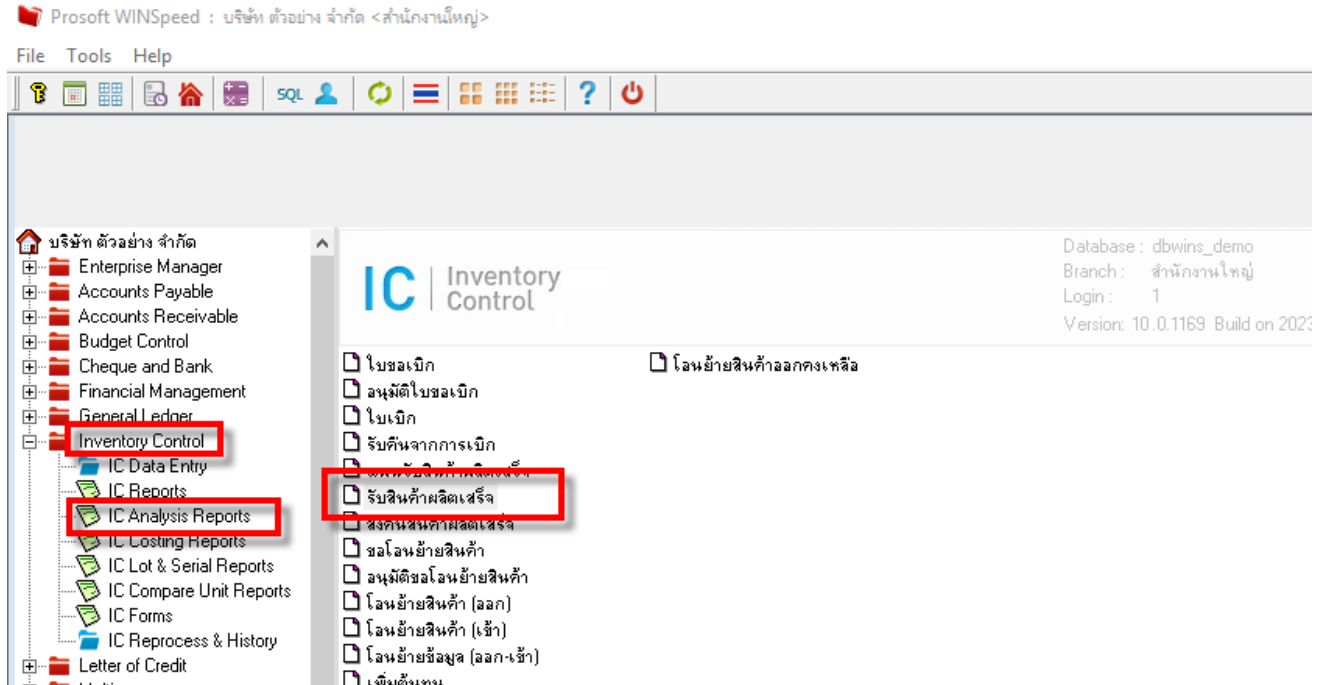 Prosoft WINSpeed : บริษัท ตัวอย่าง จำกัด <สำนักงานใหญ่>
File Tools Help
SQL
?
บริษัท ตัวอย่าง จำกัด
Enterprise Manager
Accounts Payable
Accounts Receivable
Budget Control
Cheque and Bank
Financial Management
General Ledger
Inventory Control
IC Data Entry
IC Reports
IC Analysis Reports
IC Costing Reports
IC Lot & Serial Reports
IC Compare Unit Reports
IC Forms
IC Reprocess & History
Letter of Credit
IC Inventory
Control
Database : dbwins_demo
Branch : สำนักงานใหญ่
Login : 1
Version: 10.0.1169 Build on 2023
ใบขอเบิก
อนุมัติใบขอเบิก
ใบเบิก
รับคืนจากการเบิก
รับสินค้าผลิตเสร็จ
ส่งคืนสินค้าผลิตเสร็จ
ขอโอนย้ายสินค้า
อนุมัติขอโอนย้ายสินค้า
โอนย้ายสินค้า (ออก)
โอนย้ายสินค้า (เข้า)
โอนย้ายข้อมูล (ออก-เข้า)
เพิ่มต้นทุน
โอนย้ายสินค้าออกคงเหลือ